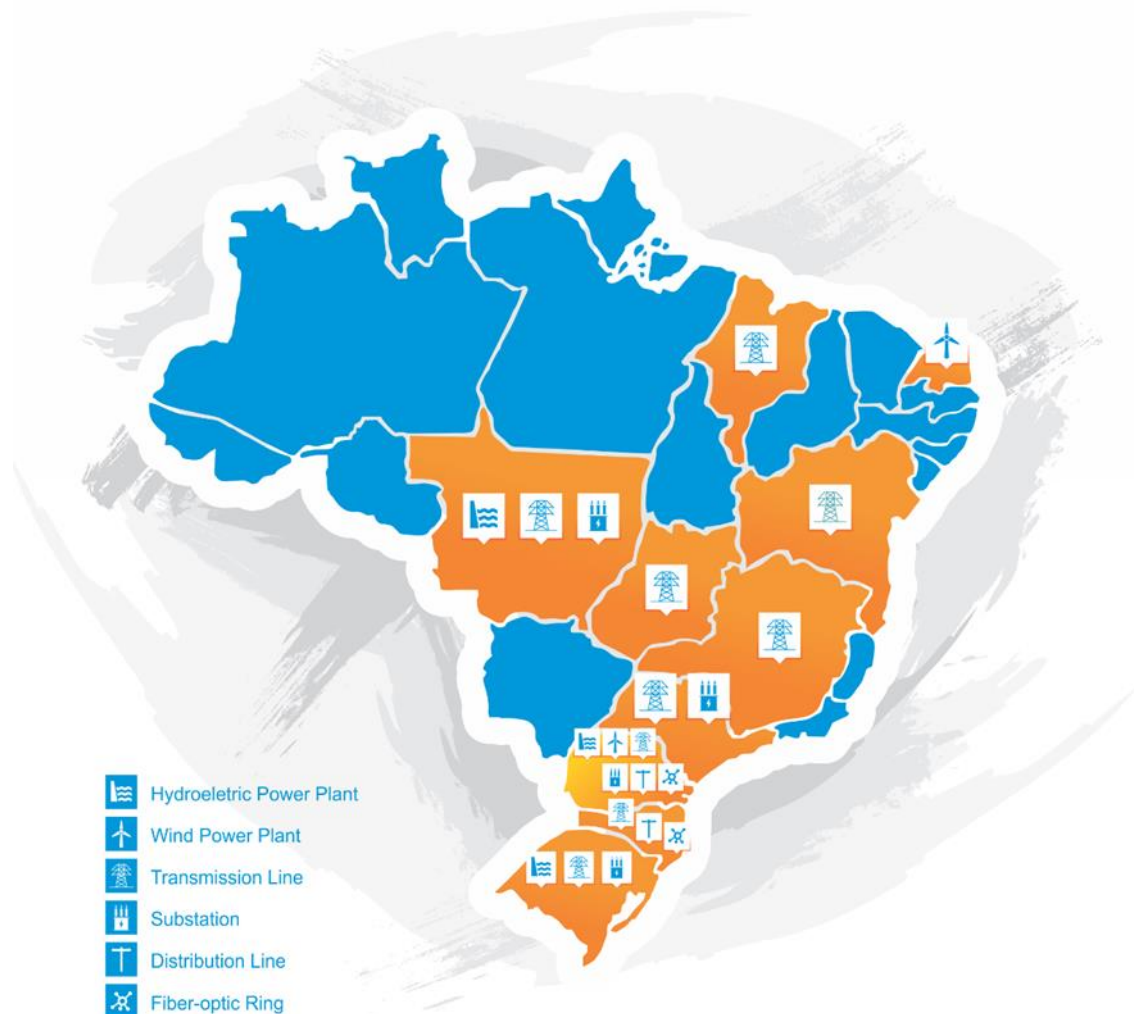 Hydroeletric Power Plant
Wind Power Plant
Transmission Line
Substation
Distribution Line
Fiber-optic Ring